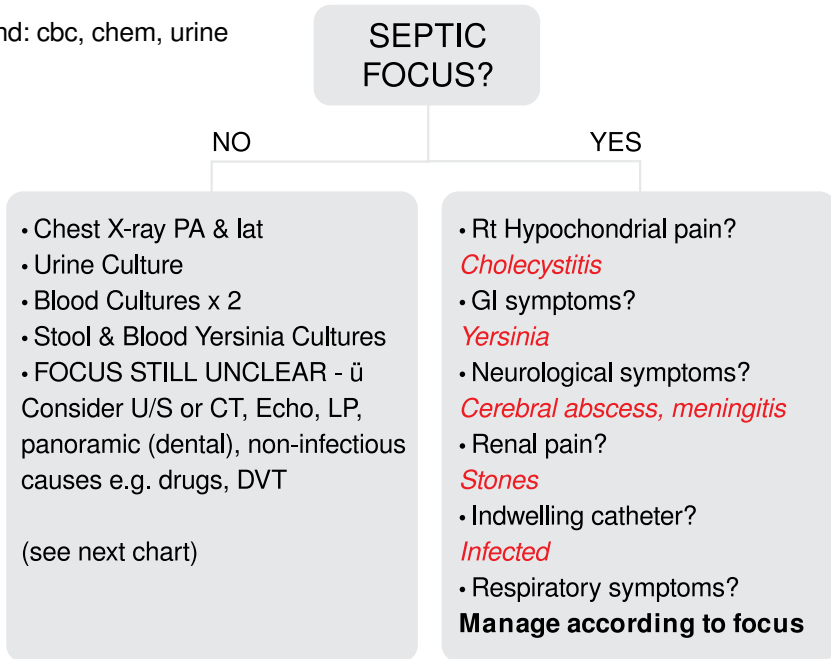 nd: cbc, chem, urine
SEPTIC
FOCUS?
NO
YES
• Chest X-ray PA & lat
• Urine Culture
• Blood Cultures x 2
• Stool & Blood Yersinia Cultures
• FOCUS STILL UNCLEAR - ü
Consider U/S or CT, Echo, LP,
panoramic (dental), non-infectious
causes e.g. drugs, DVT
(see next chart)
• Rt Hypochondrial pain?
Cholecystitis
• GI symptoms?
Yersinia
• Neurological symptoms?
Cerebral abscess, meningitis
• Renal pain?
Stones
• Indwelling catheter?
Infected
• Respiratory symptoms?
Manage according to focus